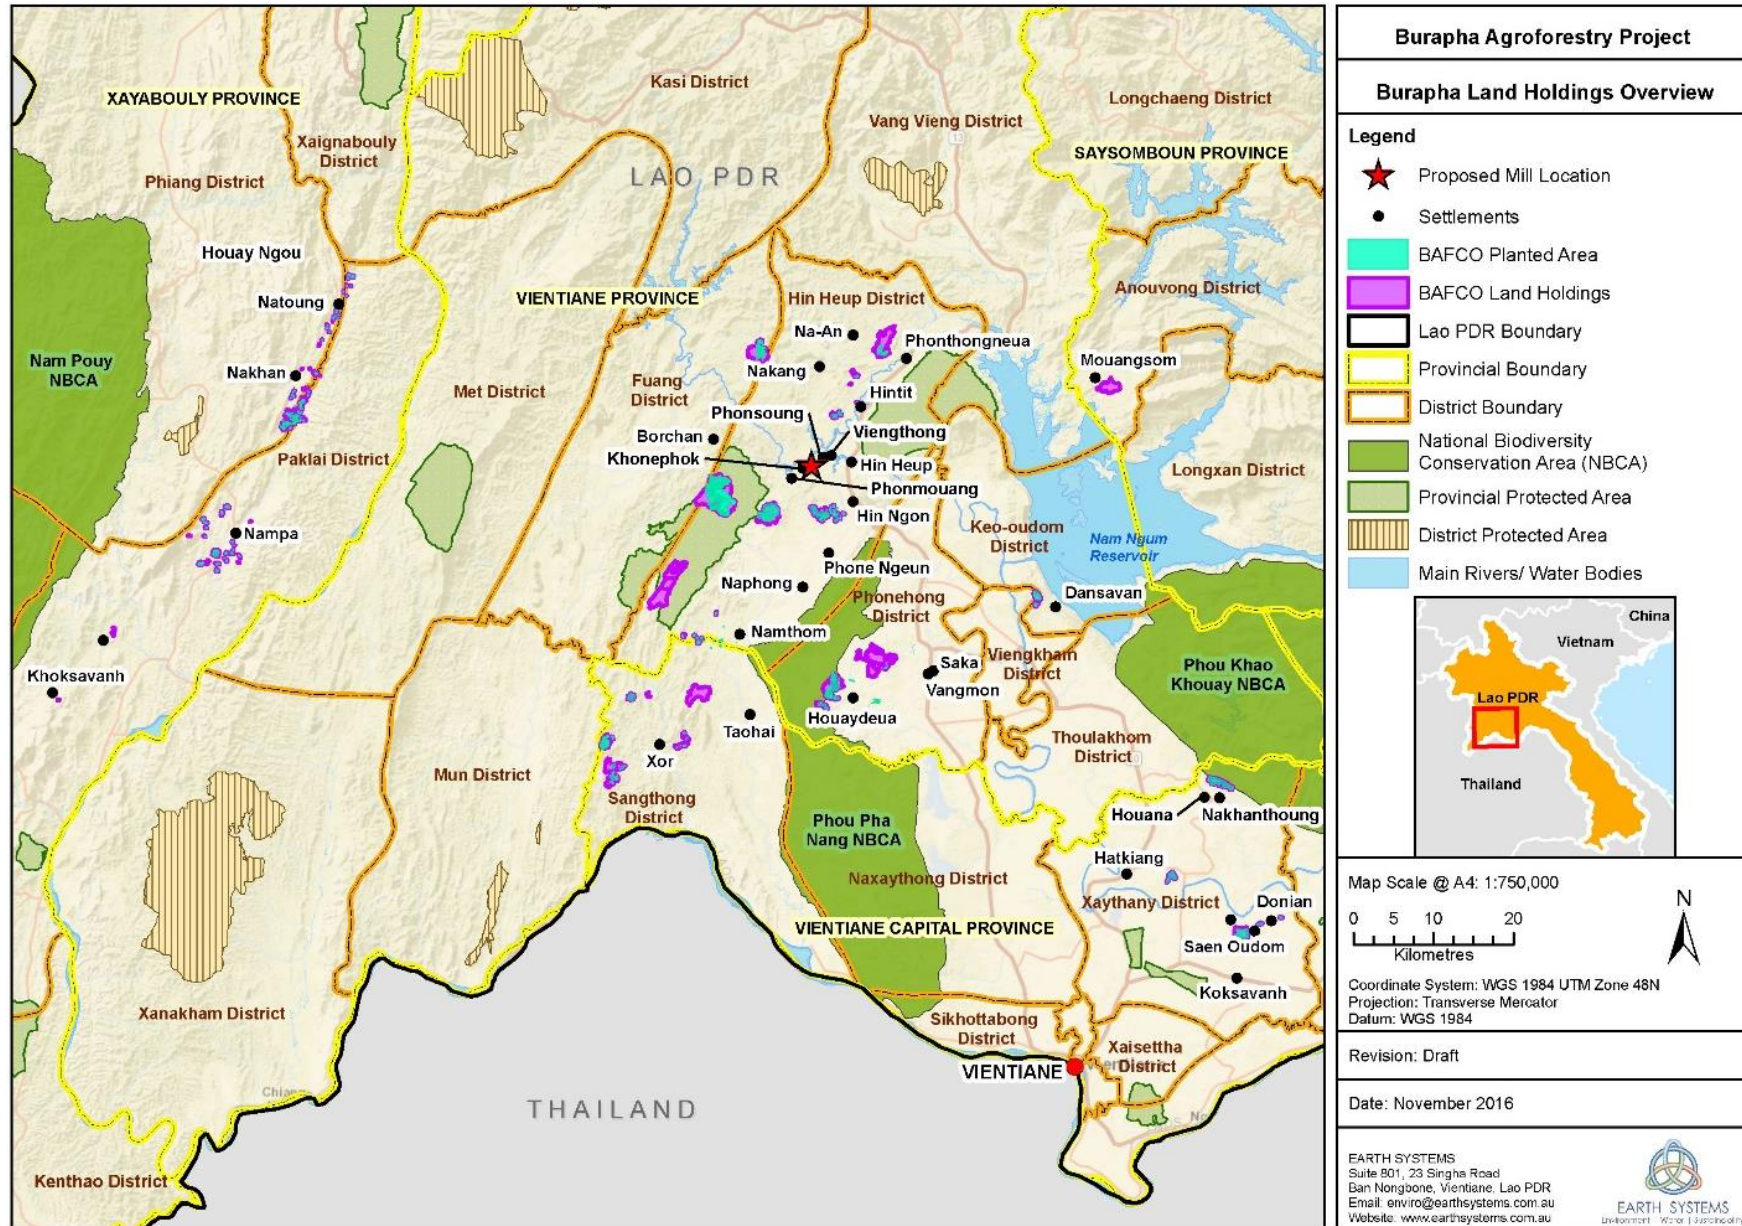 Burapha Agroforestry Project
Burapha Land Holdings Overview
Legend
Proposed Mill Location
Settlements
BAFCO Planted Area
BAFCO Land Holdings
Lao PDR Boundary
Provincial Boundary
District Boundary
National Biodiversity
Conservation Area (NBCA)
Provincial Protected Area
District Protected Area
Main Rivers/ Water Bodies
China
Vietnam
Lao PDR
Thailand
Map Scale @ A4: 1:750,000
N
0 5 10 20
Kilometres
Coordinate System: WGS 1984 UTM Zone 48N
Projection: Transverse Mercator
Datum: WGS 1984
Revision: Draft
Date: November 2016
EARTH SYSTEMS
Suite 801, 23 Singha Road
Ban Nongbone, Vientiane, Lao PDR
Email: enviro@earthsystems.com.au
Website: www.earthsystems.com.au
EARTH SYSTEMS
Environment | Water | Sustainability
XAYABOULY PROVINCE
Kasi District
Longchaeng District
Vang Vieng District
13
Xaignabouly
District
SAYSOMBOUN PROVINCE
Phiang District
LAO PDR
Houay Ngou
Natoung
VIENTIANE PROVINCE
Hin Heup District
Anouvong District
Na-An
Phonthongneua
Nam Pouy
NBCA
Nakhan
Met District
Fuang
District
Nakang
Mouangsom
Hintit
Phonsoung
Viengthong
Borchan
Khonephok
Hin Heup
Paklai District
Longxan District
Phonmouang
Hin Ngon
Nampa
Keo-oudom
District
Nam Ngum
Reservoir
Phone Ngeun
Naphong
Phonehong
District
Dansavan
Namthom
Khoksavanh
Saka
Viengkham
District
Vangmon
Phou Khao
Khouay NBCA
Houaydeua
Taohai
Thoulakhom
District
Xor
Mun District
Sangthong
District
Phou Pha
Nang NBCA
Houana
Nakhanthoung
Hatkiang
Naxaythong District
Xaythany District
Donian
VIENTIANE CAPITAL PROVINCE
Saen Oudom
Koksavanh
Xanakham District
Sikhottabong
District
Xaisettha
District
VIENTIANE
THAILAND
Kenthao District